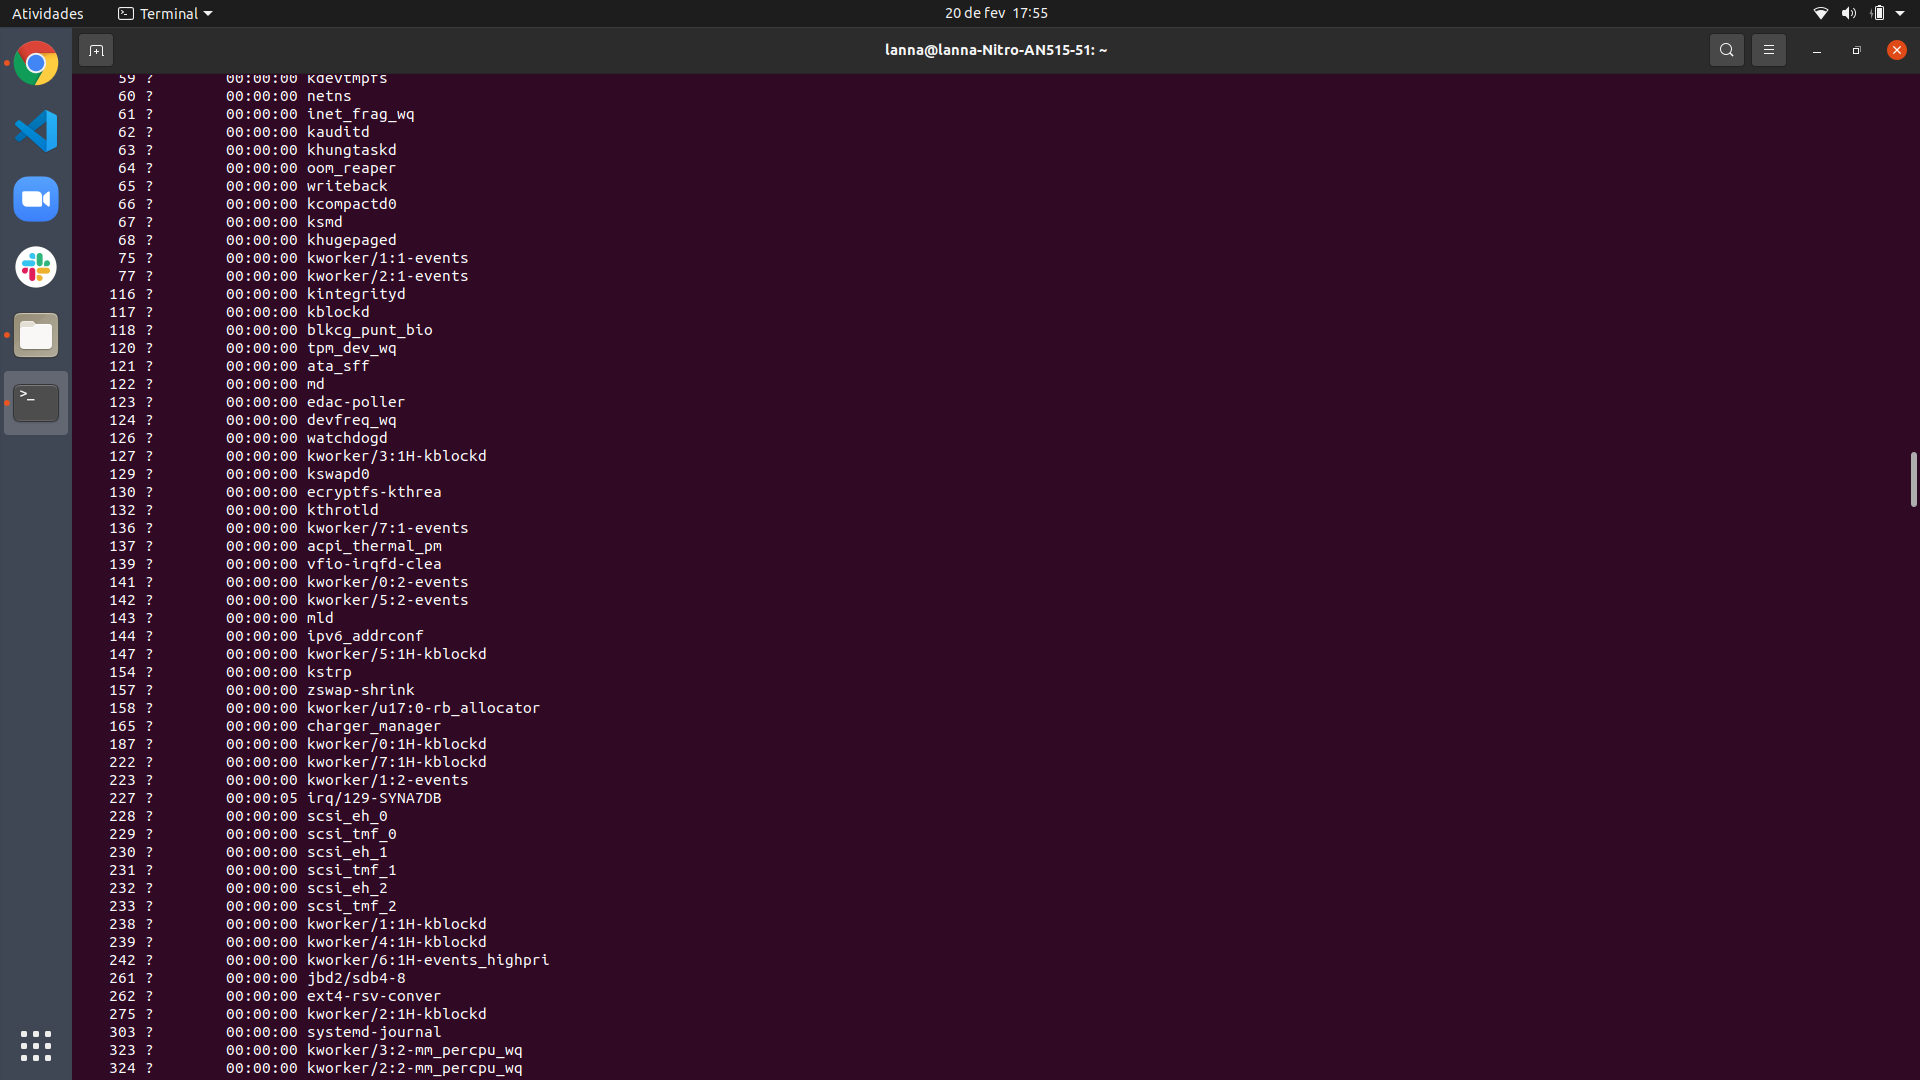 Atividades Terminal 20 de fev 17:55
lanna@lanna-Nitro-AN515-51: ~
59 ? 00:00:00 kdevtmpfs
60 ? 00:00:00 netns
61 ? 00:00:00 inet_frag_wq
62 ? 00:00:00 kauditd
63 ? 00:00:00 khungtaskd
64 ? 00:00:00 oom_reaper
65 ? 00:00:00 writeback
66 ? 00:00:00 kcompactd0
67 ? 00:00:00 ksmd
68 ? 00:00:00 khugepaged
75 ? 00:00:00 kworker/1:1-events
77 ? 00:00:00 kworker/2:1-events
116 ? 00:00:00 kintegrityd
117 ? 00:00:00 kblockd
118 ? 00:00:00 blkcg_punt_bio
120 ? 00:00:00 tpm_dev_wq
121 ? 00:00:00 ata_sff
122 ? 00:00:00 md
123 ? 00:00:00 edac-poller
124 ? 00:00:00 devfreq_wq
126 ? 00:00:00 watchdogd
127 ? 00:00:00 kworker/3:1H-kblockd
129 ? 00:00:00 kswapd0
130 ? 00:00:00 ecryptfs-kthrea
132 ? 00:00:00 kthrotld
136 ? 00:00:00 kworker/7:1-events
137 ? 00:00:00 acpi_thermal_pm
139 ? 00:00:00 vfio-irqfd-clea
141 ? 00:00:00 kworker/0:2-events
142 ? 00:00:00 kworker/5:2-events
143 ? 00:00:00 mld
144 ? 00:00:00 ipv6_addrconf
147 ? 00:00:00 kworker/5:1H-kblockd
154 ? 00:00:00 kstrp
157 ? 00:00:00 zswap-shrink
158 ? 00:00:00 kworker/u17:0-rb_allocator
165 ? 00:00:00 charger_manager
187 ? 00:00:00 kworker/0:1H-kblockd
222 ? 00:00:00 kworker/7:1H-kblockd
223 ? 00:00:00 kworker/1:2-events
227 ? 00:00:05 irq/129-SYNA7DB
228 ? 00:00:00 scsi_eh_0
229 ? 00:00:00 scsi_tmf_0
230 ? 00:00:00 scsi_eh_1
231 ? 00:00:00 scsi_tmf_1
232 ? 00:00:00 scsi_eh_2
233 ? 00:00:00 scsi_tmf_2
238 ? 00:00:00 kworker/1:1H-kblockd
239 ? 00:00:00 kworker/4:1H-kblockd
242 ? 00:00:00 kworker/6:1H-events_highpri
261 ? 00:00:00 jbd2/sdb4-8
262 ? 00:00:00 ext4-rsv-conver
275 ? 00:00:00 kworker/2:1H-kblockd
303 ? 00:00:00 systemd-journal
323 ? 00:00:00 kworker/3:2-mm_percpu_wq
324 ? 00:00:00 kworker/2:2-mm_percpu_wq